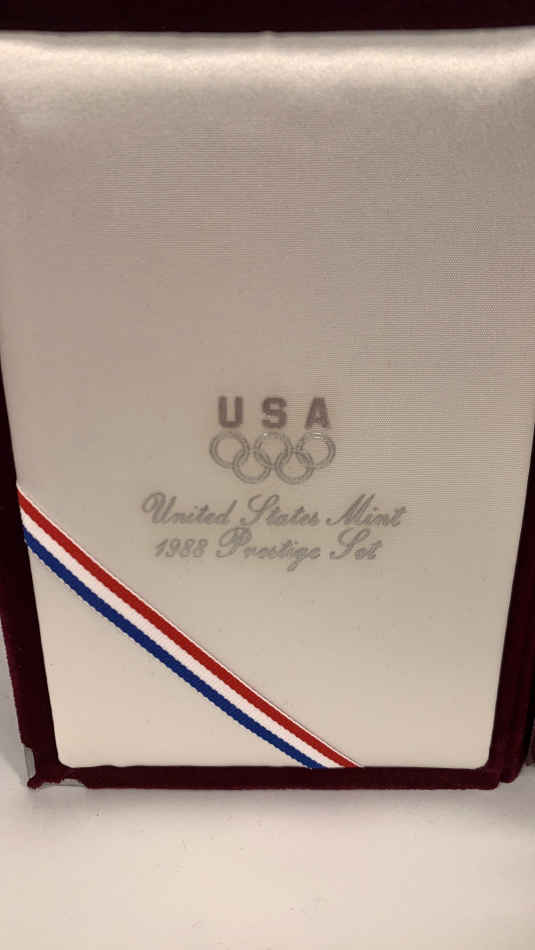 USA
United States Mint
1988 Prestige Set